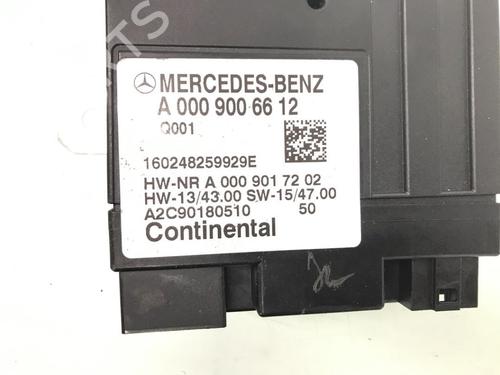 MERCEDES-BENZ
A 000 900 66 12
Q001
160248259929E
HW-NR A 000 901 72 02
HW-13/43.00 SW-15/47.00
A2C90180510 50
Continental